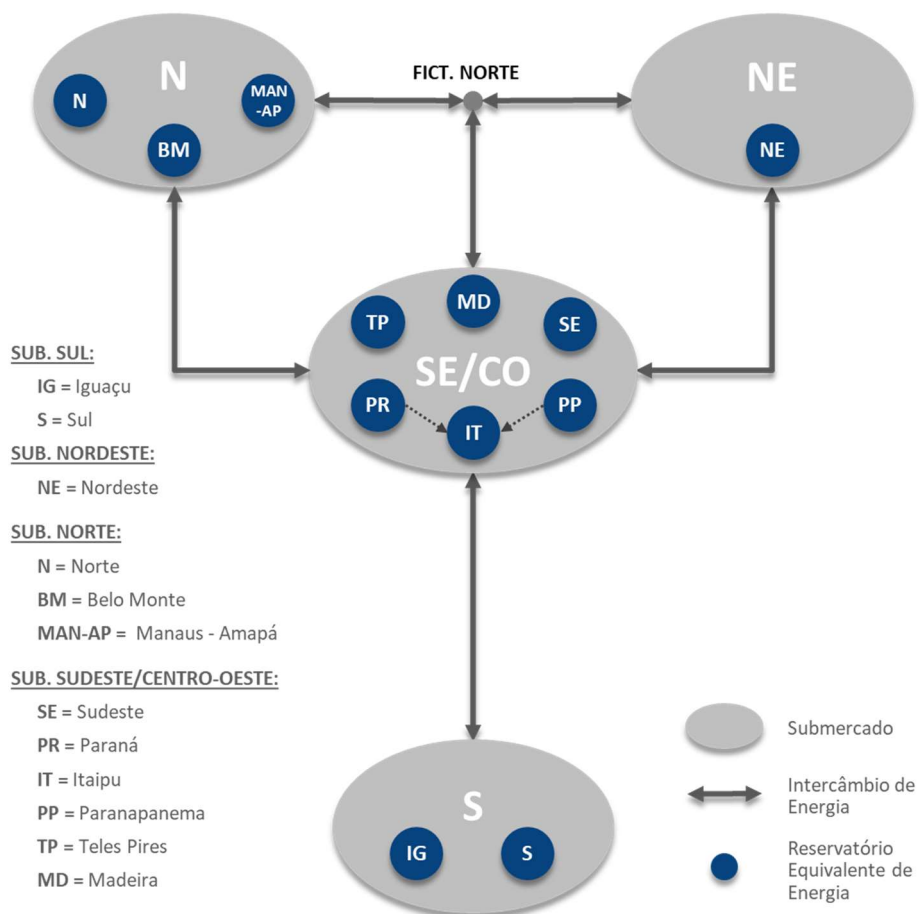 N
FICT. NORTE
NE
N
MAN
-AP
BM
NE
MD
TP
SE
SE/CO
PR
PP
IT
SUB. SUL:
IG = Iguaçu
S = Sul
SUB. NORDESTE:
NE = Nordeste
SUB. NORTE:
N = Norte
BM = Belo Monte
MAN-AP = Manaus - Amapá
SUB. SUDESTE/CENTRO-OESTE:
SE = Sudeste
PR = Paraná
IT = Itaipu
PP = Paranapanema
TP = Teles Pires
MD = Madeira
S
IG
S
Submercado
Intercâmbio de
Energia
Reservatório
Equivalente de
Energia